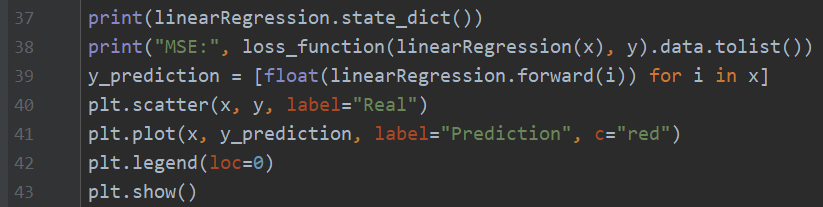 37 print(linearRegression.state_dict())
38 print("MSE:", loss_function(linearRegression(x), y).data.tolist())
39 y_prediction = [float(linearRegression.forward(i)) for i in x]
40 plt.scatter(x, y, label="Real")
41 plt.plot(x, y_prediction, label="Prediction", c="red")
42 plt.legend(loc=0)
43 plt.show()